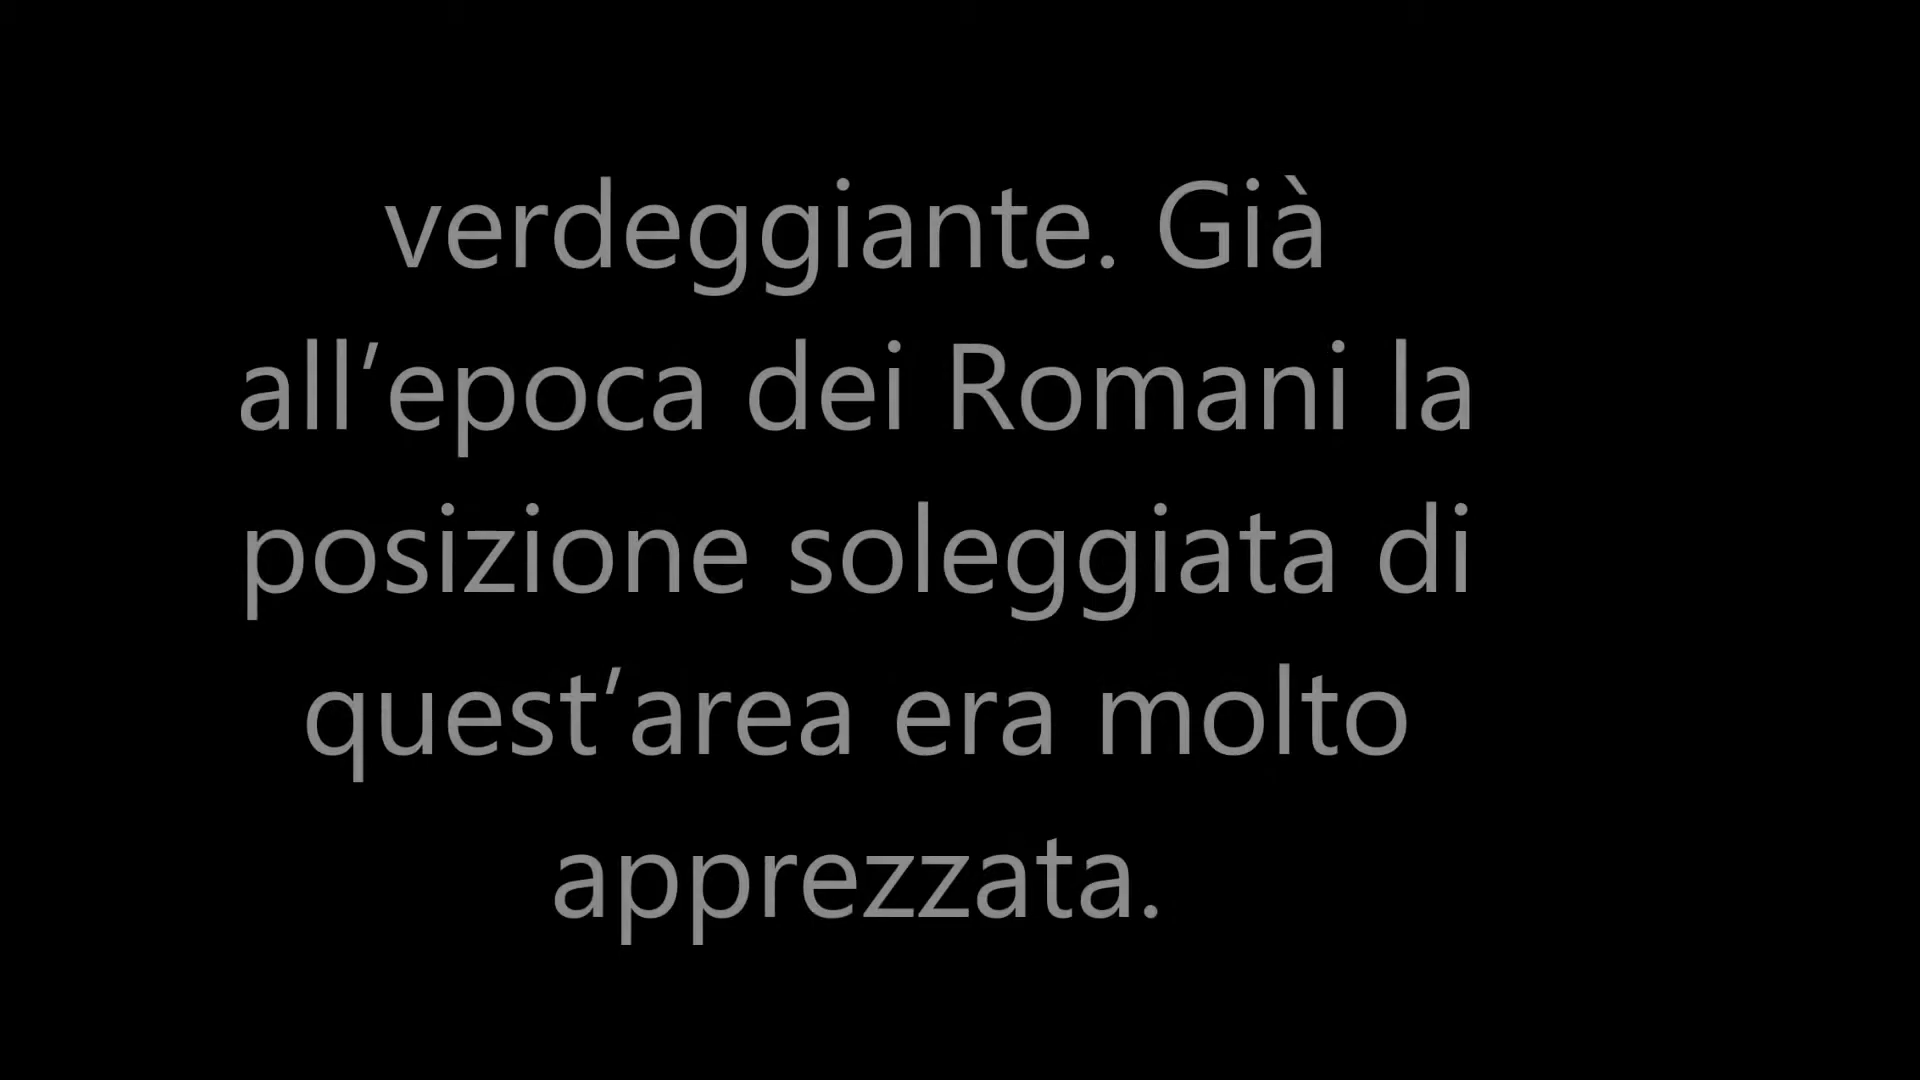 verdeggiante. Già
all’epoca dei Romani la
posizione soleggiata di
quest’area era molto
apprezzata.